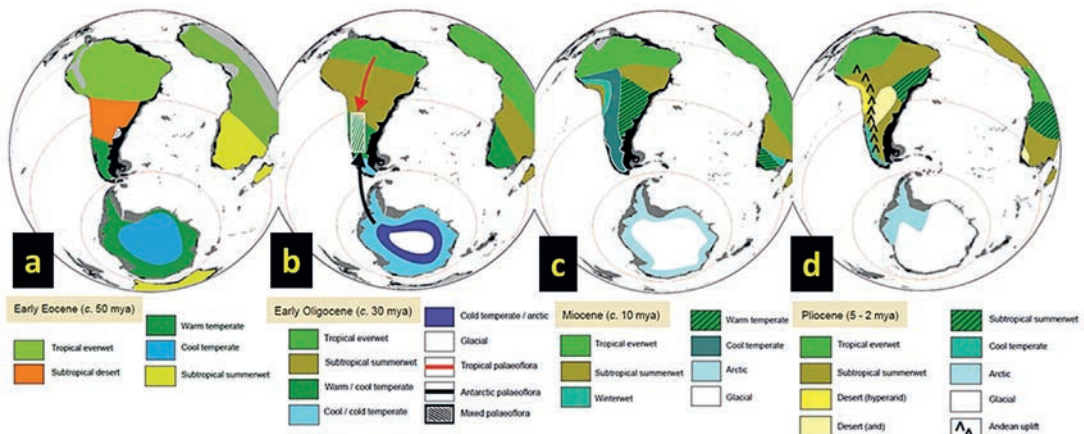 a
b
c
d
Early Eocene (c. 50 mya)
Tropical everwet
Subtropical desert
Warm temperate
Cool temperate
Subtropical summerwet
Early Oligocene (c. 30 mya)
Tropical everwet
Subtropical summerwet
Warm / cool temperate
Cool / cold temperate
Cold temperate / arctic
Glacial
Tropical palaeoflora
Antarctic palaeoflora
Mixed palaeoflora
Miocene (c. 10 mya)
Tropical everwet
Subtropical summerwet
Winterwet
Warm temperate
Cool temperate
Arctic
Glacial
Pliocene (5 - 2 mya)
Tropical everwet
Subtropical summerwet
Desert (hyperarid)
Desert (arid)
Subtropical summerwet
Cool temperate
Arctic
Glacial
Andean uplift